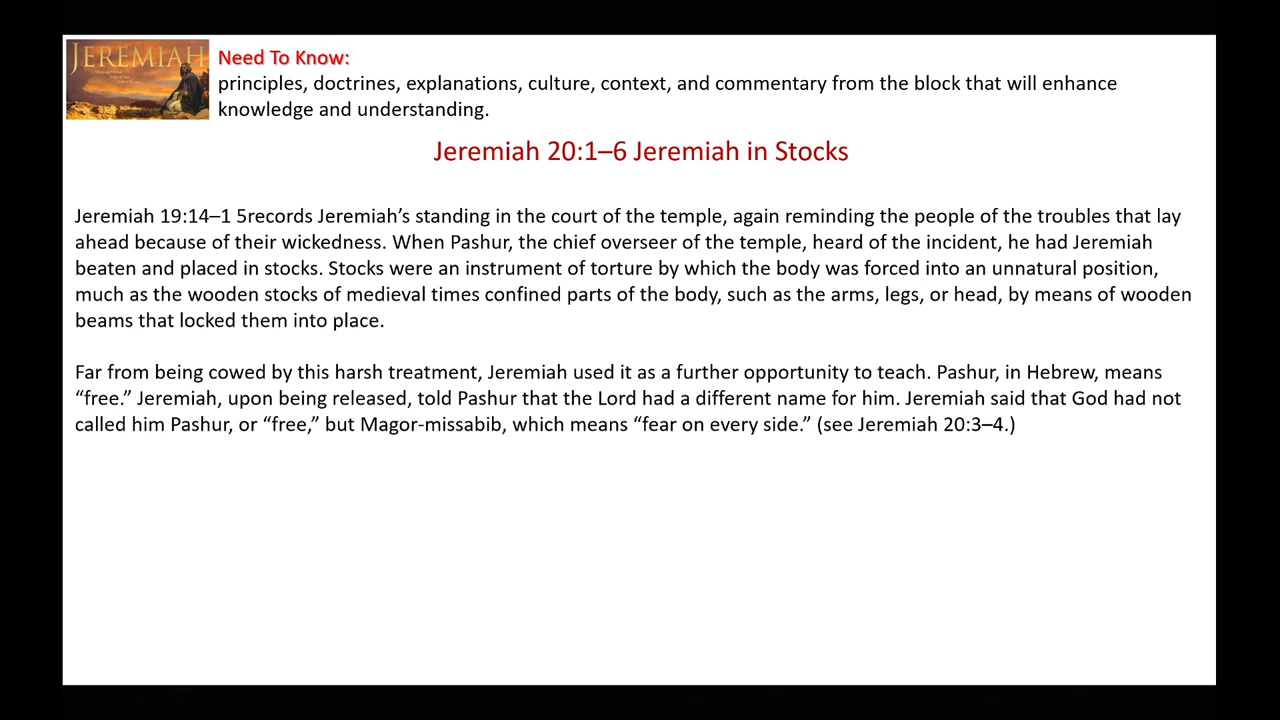 JEREMIAH
Need To Know:
principles, doctrines, explanations, culture, context, and commentary from the block that will enhance
knowledge and understanding.
Jeremiah 20:1–6 Jeremiah in Stocks
Jeremiah 19:14–1 5records Jeremiah’s standing in the court of the temple, again reminding the people of the troubles that lay
ahead because of their wickedness. When Pashur, the chief overseer of the temple, heard of the incident, he had Jeremiah
beaten and placed in stocks. Stocks were an instrument of torture by which the body was forced into an unnatural position,
much as the wooden stocks of medieval times confined parts of the body, such as the arms, legs, or head, by means of wooden
beams that locked them into place.
Far from being cowed by this harsh treatment, Jeremiah used it as a further opportunity to teach. Pashur, in Hebrew, means
“free.” Jeremiah, upon being released, told Pashur that the Lord had a different name for him. Jeremiah said that God had not
called him Pashur, or “free,” but Magor-missabib, which means “fear on every side.” (see Jeremiah 20:3–4.)